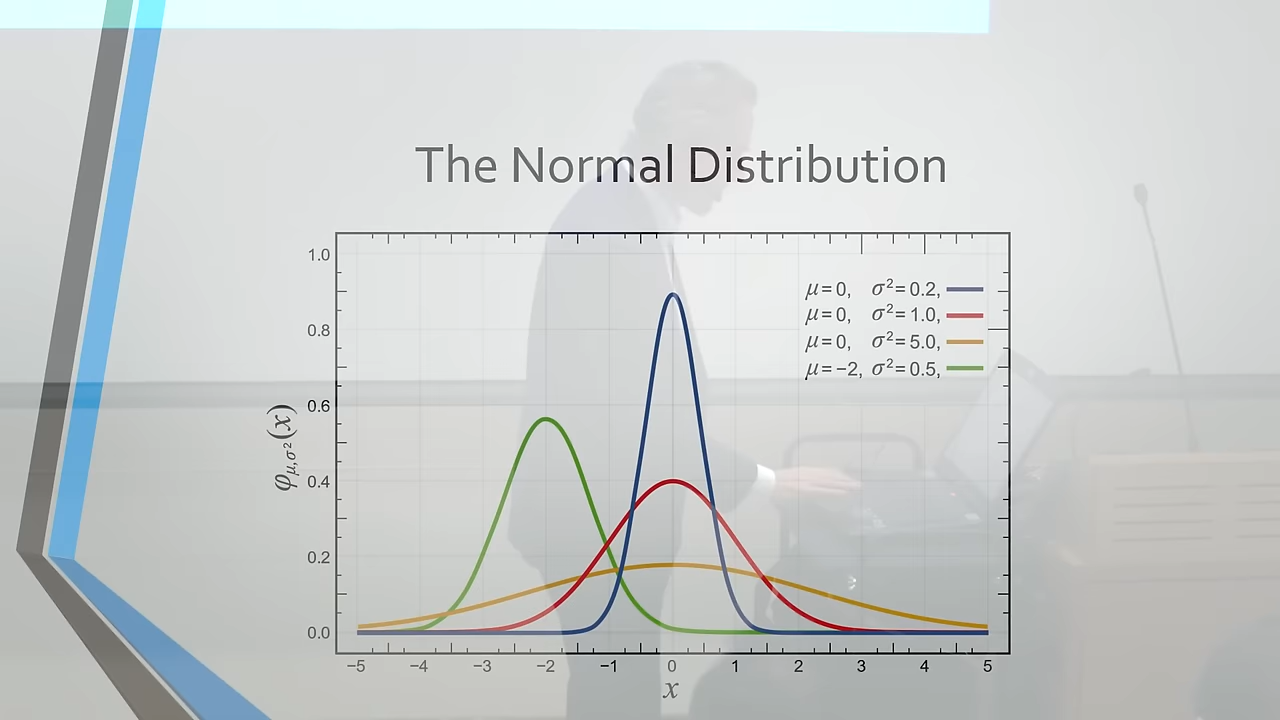 The Normal Distribution
1.0
0.8
0.6
0.4
0.2
0.0
φμ,σ²(x)
μ=0, σ²=0.2,
μ=0, σ²=1.0,
μ=0, σ²=5.0,
μ=−2, σ²=0.5,
−5 −4 −3 −2 −1 0 1 2 3 4 5
x